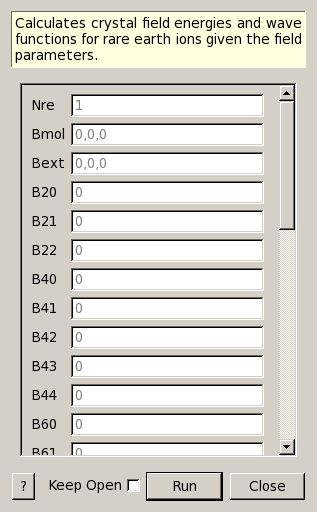 Calculates crystal field energies and wave
functions for rare earth ions given the field
parameters.
Nre 1
Bmol 0,0,0
Bext 0,0,0
B20 0
B21 0
B22 0
B40 0
B41 0
B42 0
B43 0
B44 0
B60 0
B61 0
? Keep Open Run Close